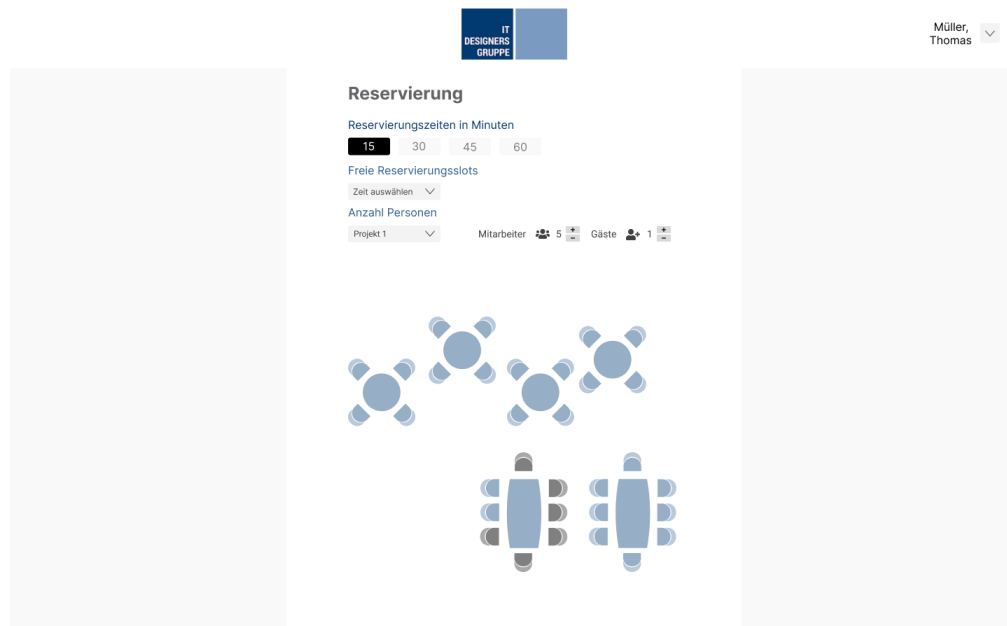 IT
DESIGNERS
GRUPPE
Müller,
Thomas
Reservierung
Reservierungszeiten in Minuten
15 30 45 60
Freie Reservierungsslots
Zeit auswählen
Anzahl Personen
Projekt 1 Mitarbeiter 5 + - Gäste 1 + -